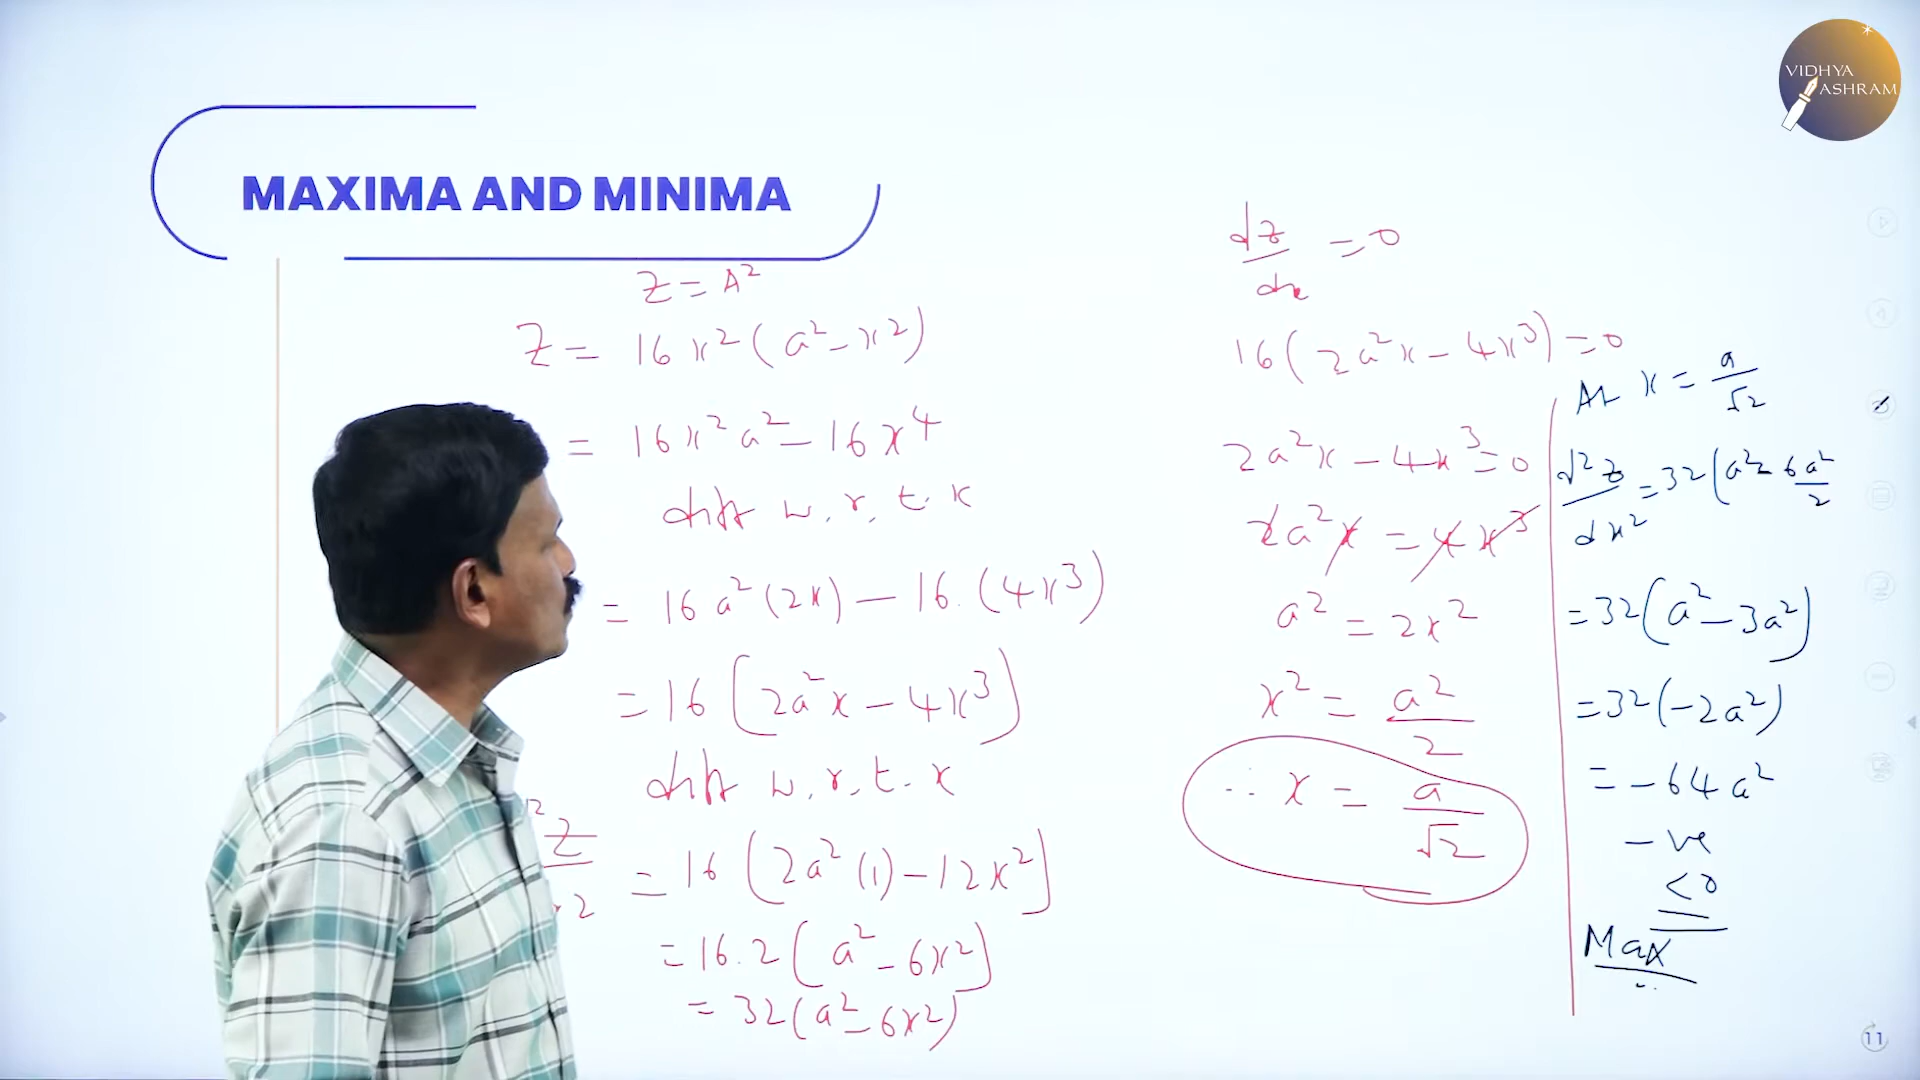 VIDHYA
ASHRAM
MAXIMA AND MINIMA
Z = A²
Z = 16x²(a² - x²)
= 16x²a² - 16x⁴
diff w.r.t. x
= 16a²(2x) - 16.(4x³)
= 16[2a²x - 4x³]
diff w.r.t. x
²z
x2
= 16[2a²(1) - 12x²]
= 16.2[a² - 6x²]
= 32(a² - 6x²)
dz/dx = 0
16(2a²x - 4x³) = 0
2a²x - 4x³ = 0
2a²x = 4x³
a² = 2x²
x² = a²/2
∴ x = a/√2
At x = a/√2
d²z/dx² = 32(a² - 6a²/2
= 32(a² - 3a²)
= 32(-2a²)
= -64a²
- ve
< 0
Max
11